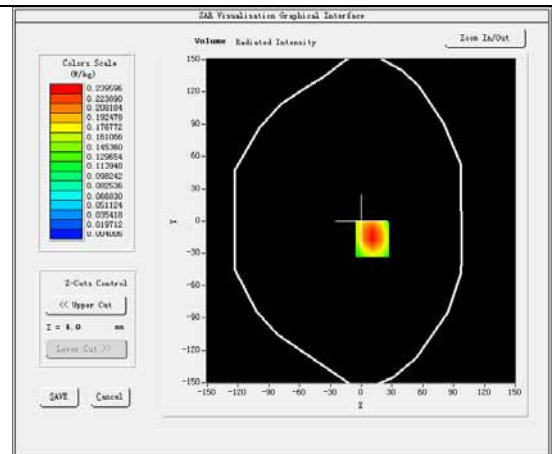 SAR Visualisation Graphical Interface
Volume Radiated Intensity
Zoom In/Out
Colors Scale
(W/kg)
0.239596
0.223890
0.208184
0.192478
0.176772
0.161066
0.145360
0.129654
0.113948
0.098242
0.082536
0.066830
0.051124
0.035418
0.019712
0.004006
Z-Cuts Control
<< Upper Cut
Z = 4.0 mm
Lower Cut >>
SAVE Cancel
150
120
90
60
30
0
-30
-60
-90
-120
-150
Y
-150 -120 -90 -60 -30 0 30 60 90 120 150
X